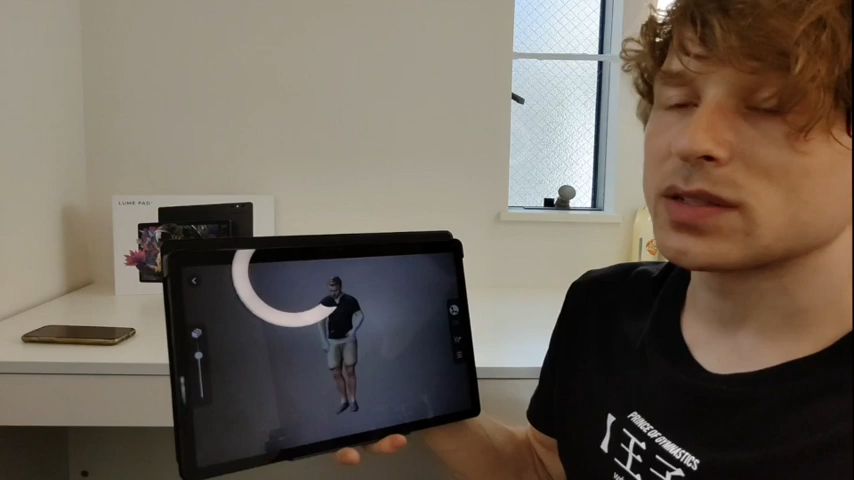 LUME PAD
PRINCE OF GYMNASTICS
王子